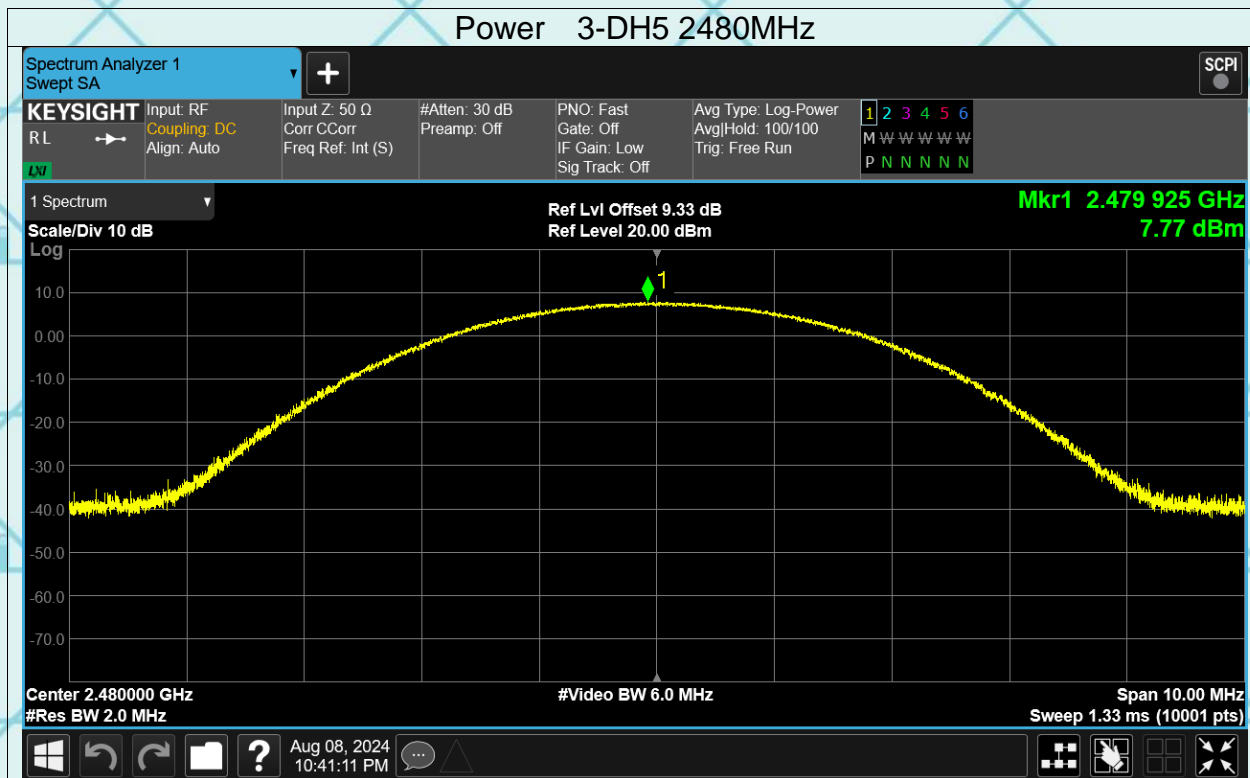 Power 3-DH5 2480MHz
Spectrum Analyzer 1
Swept SA
+
SCPI
KEYSIGHT
RL
LXI
Input: RF
Coupling: DC
Align: Auto
Input Z: 50 Ω
Corr CCorr
Freq Ref: Int (S)
#Atten: 30 dB
Preamp: Off
PNO: Fast
Gate: Off
IF Gain: Low
Sig Track: Off
Avg Type: Log-Power
Avg|Hold: 100/100
Trig: Free Run
1 2 3 4 5 6
M W W W W W
P N N N N N
1 Spectrum
Scale/Div 10 dB
Log
Ref Lvl Offset 9.33 dB
Ref Level 20.00 dBm
Mkr1 2.479 925 GHz
7.77 dBm
1
10.0
0.00
-10.0
-20.0
-30.0
-40.0
-50.0
-60.0
-70.0
Center 2.480000 GHz
#Res BW 2.0 MHz
#Video BW 6.0 MHz
Span 10.00 MHz
Sweep 1.33 ms (10001 pts)
?
Aug 08, 2024
10:41:11 PM